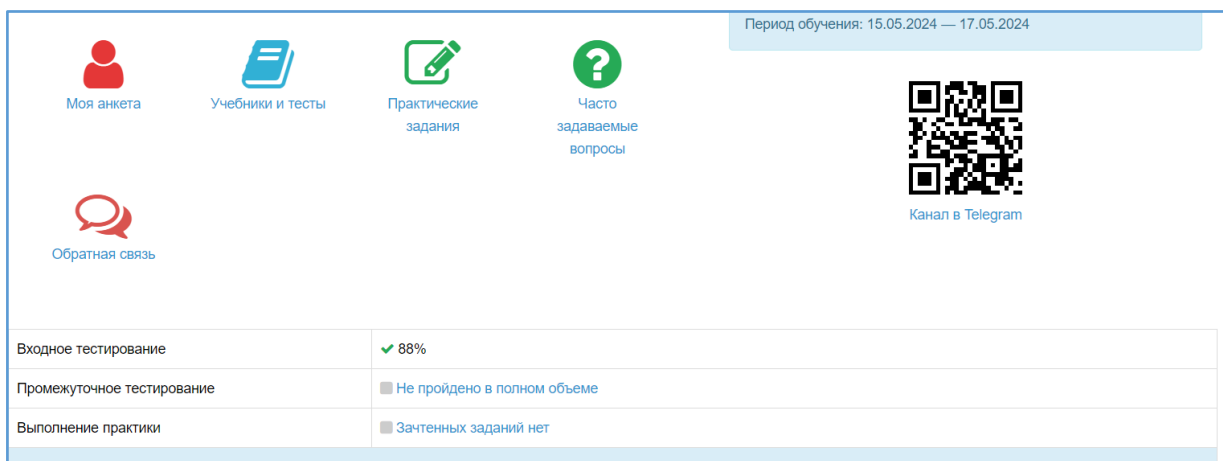 Период обучения: 15.05.2024 — 17.05.2024
Моя анкета
Учебники и тесты
Практические
задания
Часто
задаваемые
вопросы
Канал в Telegram
Обратная связь
Входное тестирование
88%
Промежуточное тестирование
Не пройдено в полном объеме
Выполнение практики
Зачтенных заданий нет